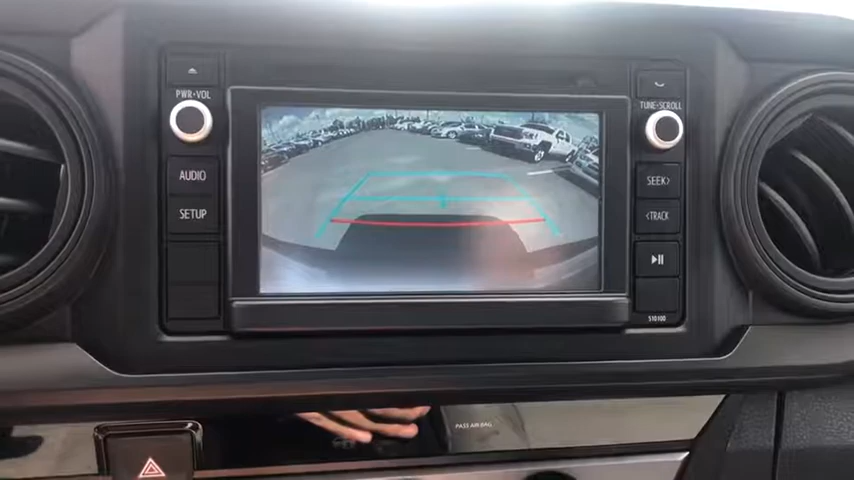 PWR•VOL
AUDIO
SETUP
TUNE•SCROLL
SEEK>
<TRACK
510100
PASS AIR BAG